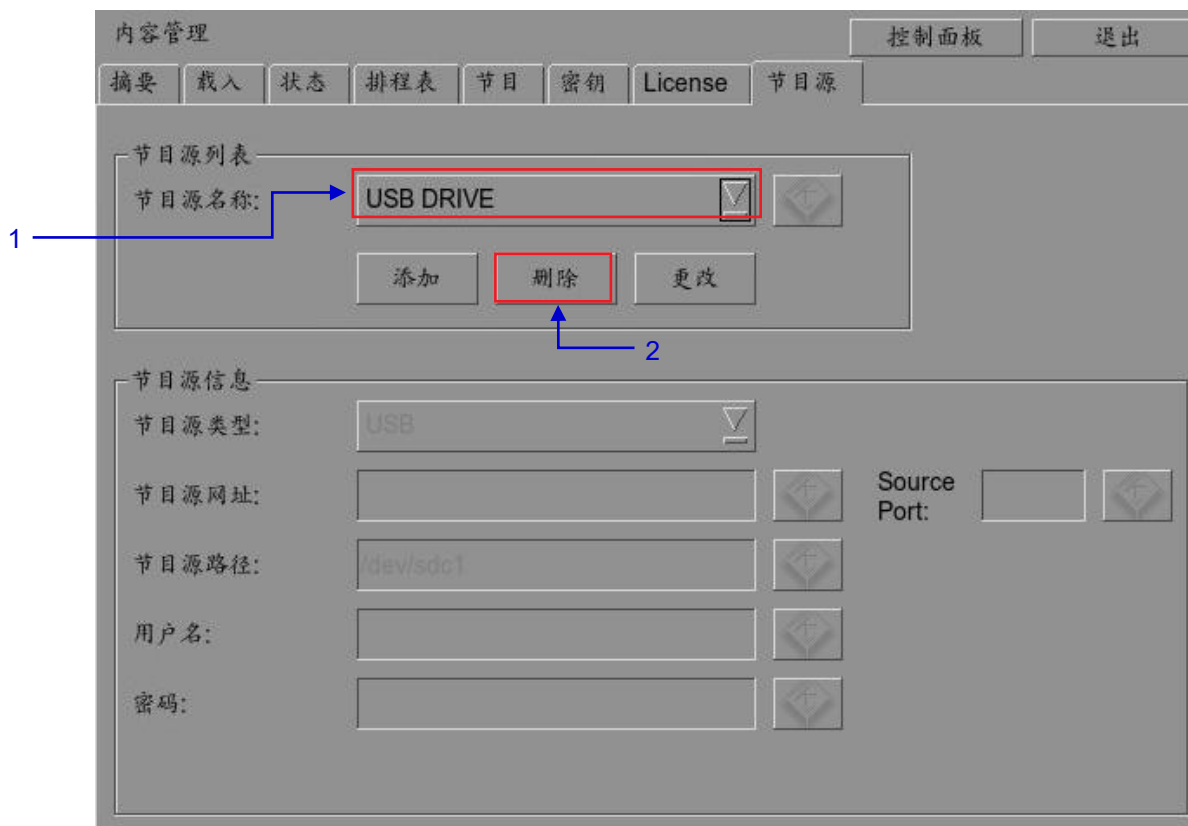 内容管理 控制面板 退出
摘要 载入 状态 排程表 节目 密钥 License 节目源
节目源列表
节目源名称: USB DRIVE
1
添加 删除 更改
2
节目源信息
节目源类型: USB
节目源网址: Source Port:
节目源路径: /dev/sdc1
用户名:
密码: